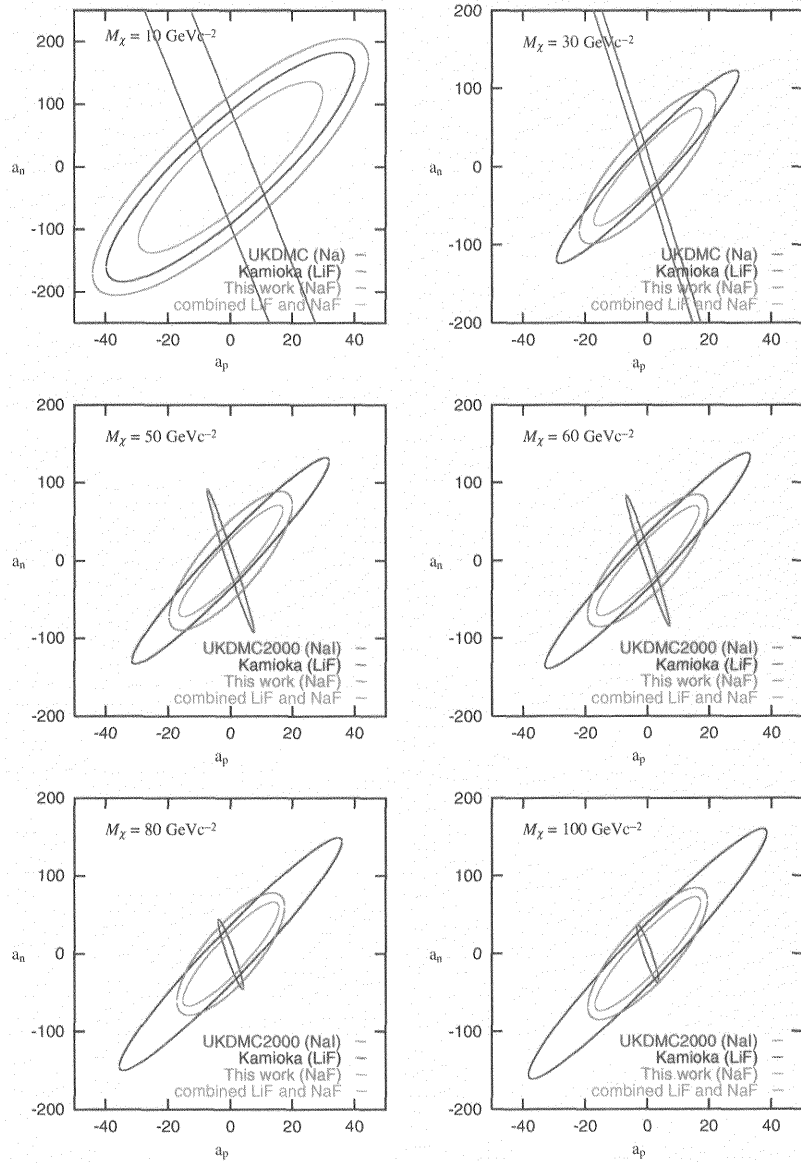 M_χ = 10 GeVc⁻²
200
100
0
-100
-200
a_n
UKDMC (Na)
Kamioka (LiF)
This work (NaF)
combined LiF and NaF
-40 -20 0 20 40
a_p
M_χ = 30 GeVc⁻²
200
100
0
-100
-200
a_n
UKDMC (Na)
Kamioka (LiF)
This work (NaF)
combined LiF and NaF
-40 -20 0 20 40
a_p
M_χ = 50 GeVc⁻²
200
100
0
-100
-200
a_n
UKDMC2000 (NaI)
Kamioka (LiF)
This work (NaF)
combined LiF and NaF
-40 -20 0 20 40
a_p
M_χ = 60 GeVc⁻²
200
100
0
-100
-200
a_n
UKDMC2000 (NaI)
Kamioka (LiF)
This work (NaF)
combined LiF and NaF
-40 -20 0 20 40
a_p
M_χ = 80 GeVc⁻²
200
100
0
-100
-200
a_n
UKDMC2000 (NaI)
Kamioka (LiF)
This work (NaF)
combined LiF and NaF
-40 -20 0 20 40
a_p
M_χ = 100 GeVc⁻²
200
100
0
-100
-200
a_n
UKDMC2000 (NaI)
Kamioka (LiF)
This work (NaF)
combined LiF and NaF
-40 -20 0 20 40
a_p